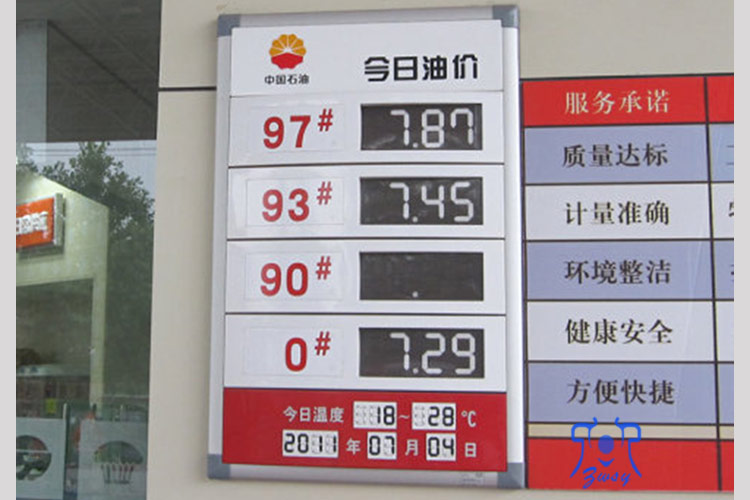 中国石油
今日油价
97# 7.87
93# 7.45
90# .
0# 7.29
今日温度 18~28℃
2011年07月04日
服务承诺
质量达标
计量准确
环境整洁
健康安全
方便快捷
Zwsy